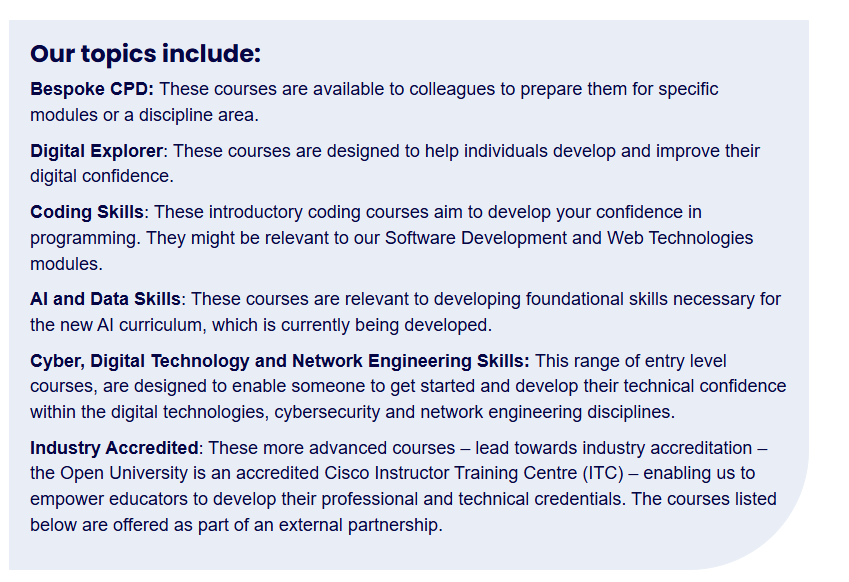 Our topics include:
Bespoke CPD: These courses are available to colleagues to prepare them for specific
modules or a discipline area.
Digital Explorer: These courses are designed to help individuals develop and improve their
digital confidence.
Coding Skills: These introductory coding courses aim to develop your confidence in
programming. They might be relevant to our Software Development and Web Technologies
modules.
AI and Data Skills: These courses are relevant to developing foundational skills necessary for
the new AI curriculum, which is currently being developed.
Cyber, Digital Technology and Network Engineering Skills: This range of entry level
courses, are designed to enable someone to get started and develop their technical confidence
within the digital technologies, cybersecurity and network engineering disciplines.
Industry Accredited: These more advanced courses – lead towards industry accreditation –
the Open University is an accredited Cisco Instructor Training Centre (ITC) – enabling us to
empower educators to develop their professional and technical credentials. The courses listed
below are offered as part of an external partnership.